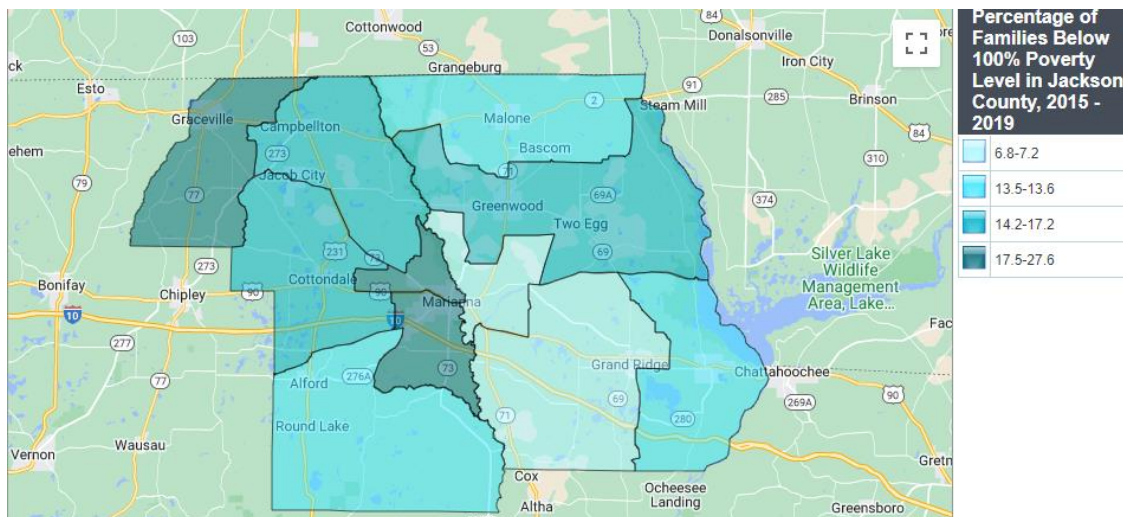 Cottonwood
84
Donalsonville
Percentage of
Families Below
100% Poverty
Level in Jackson
County, 2015 -
2019
103
53
Iron City
Grangeburg
Esto
91
Steam Mill
285
Brinson
2
Graceville
Malone
Campbellton
84
Bascom
6.8-7.2
273
310
79
71
13.5-13.6
Jacob City
77
69A
374
Greenwood
14.2-17.2
Two Egg
231
73
69
Silver Lake
Wildlife
Management
Area, Lake...
17.5-27.6
273
Cottondale
Bonifay
90
Chipley
90
Marianna
10
10
277
Grand Ridge
73
Chattahoochee
77
Alford
276A
69
90
269A
Round Lake
71
280
Wausau
Vernon
Cox
Ocheesee
Landing
Altha
Greensboro